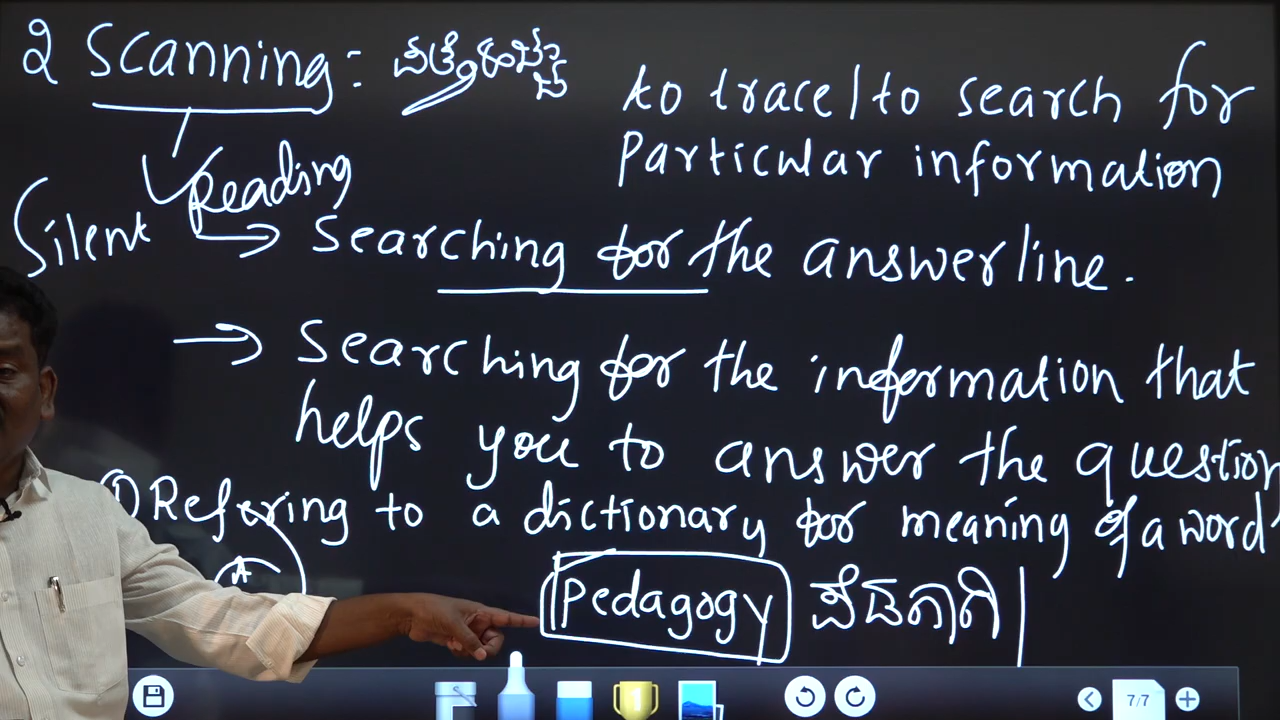 2 Scanning: ಪತ್ತೆಹಚ್ಚು
to trace/to search for
Particular information
Silent Reading
→ Searching for the answer line.
→ Searching for the information that
helps you to answer the question
① Refering to a dictionary for meaning of a word
A
Pedagogy ಪೆಡಗಾಗಿ
7/7